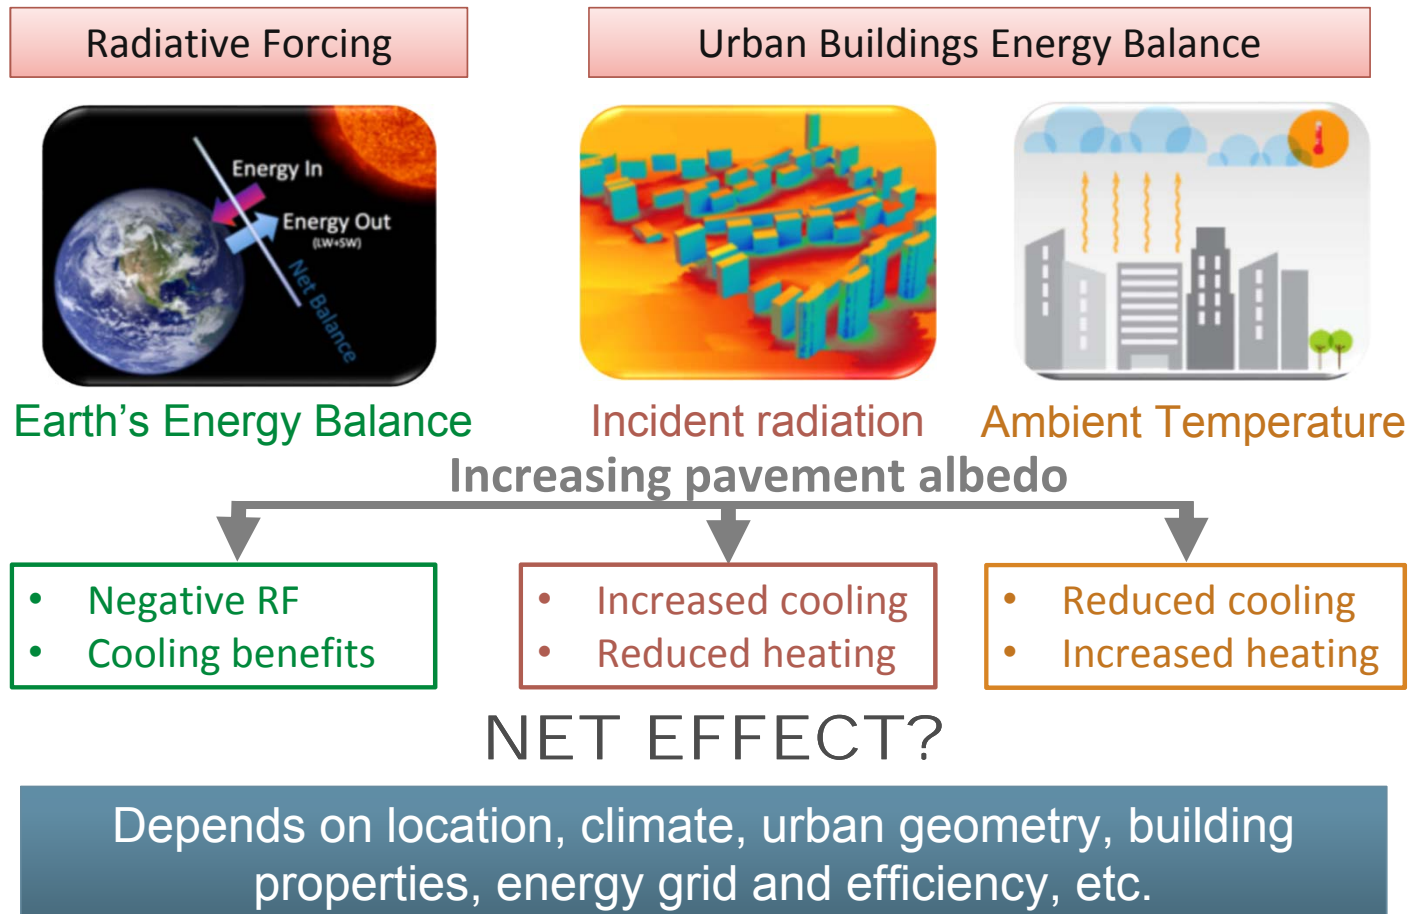 Radiative Forcing
Urban Buildings Energy Balance
Energy In
Energy Out
(LW+SW)
Net Balance
Earth’s Energy Balance
Incident radiation
Ambient Temperature
Increasing pavement albedo
• Negative RF
• Cooling benefits
• Increased cooling
• Reduced heating
• Reduced cooling
• Increased heating
NET EFFECT?
Depends on location, climate, urban geometry, building
properties, energy grid and efficiency, etc.